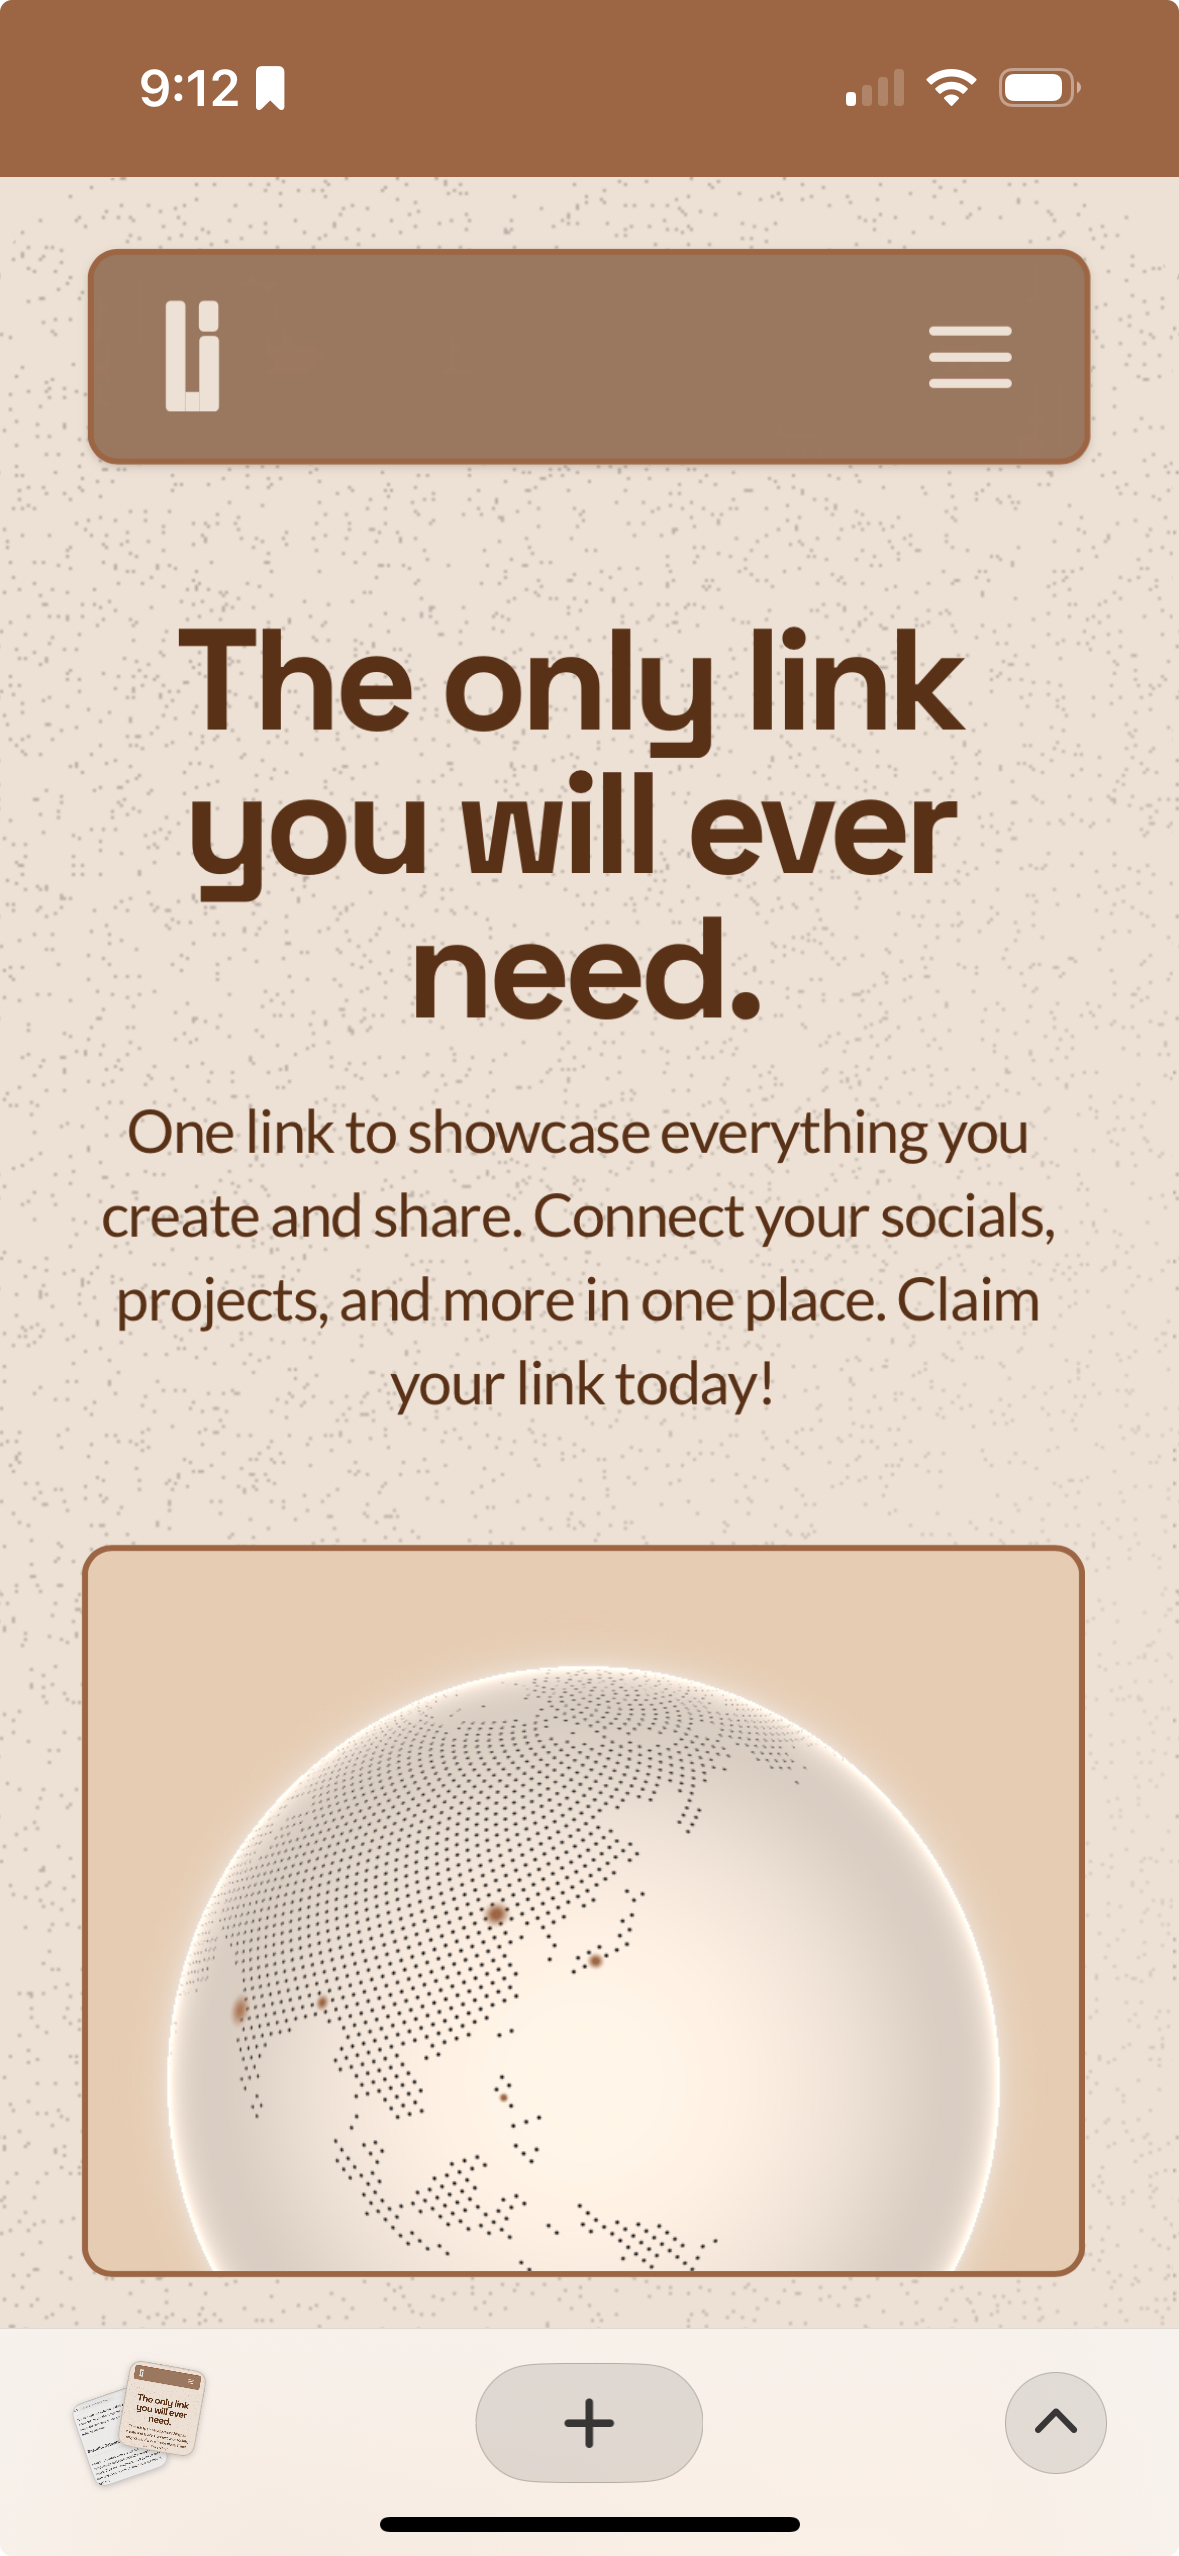 9:12
The only link
you will ever
need.
One link to showcase everything you
create and share. Connect your socials,
projects, and more in one place. Claim
your link today!
The only link
you will ever
need.